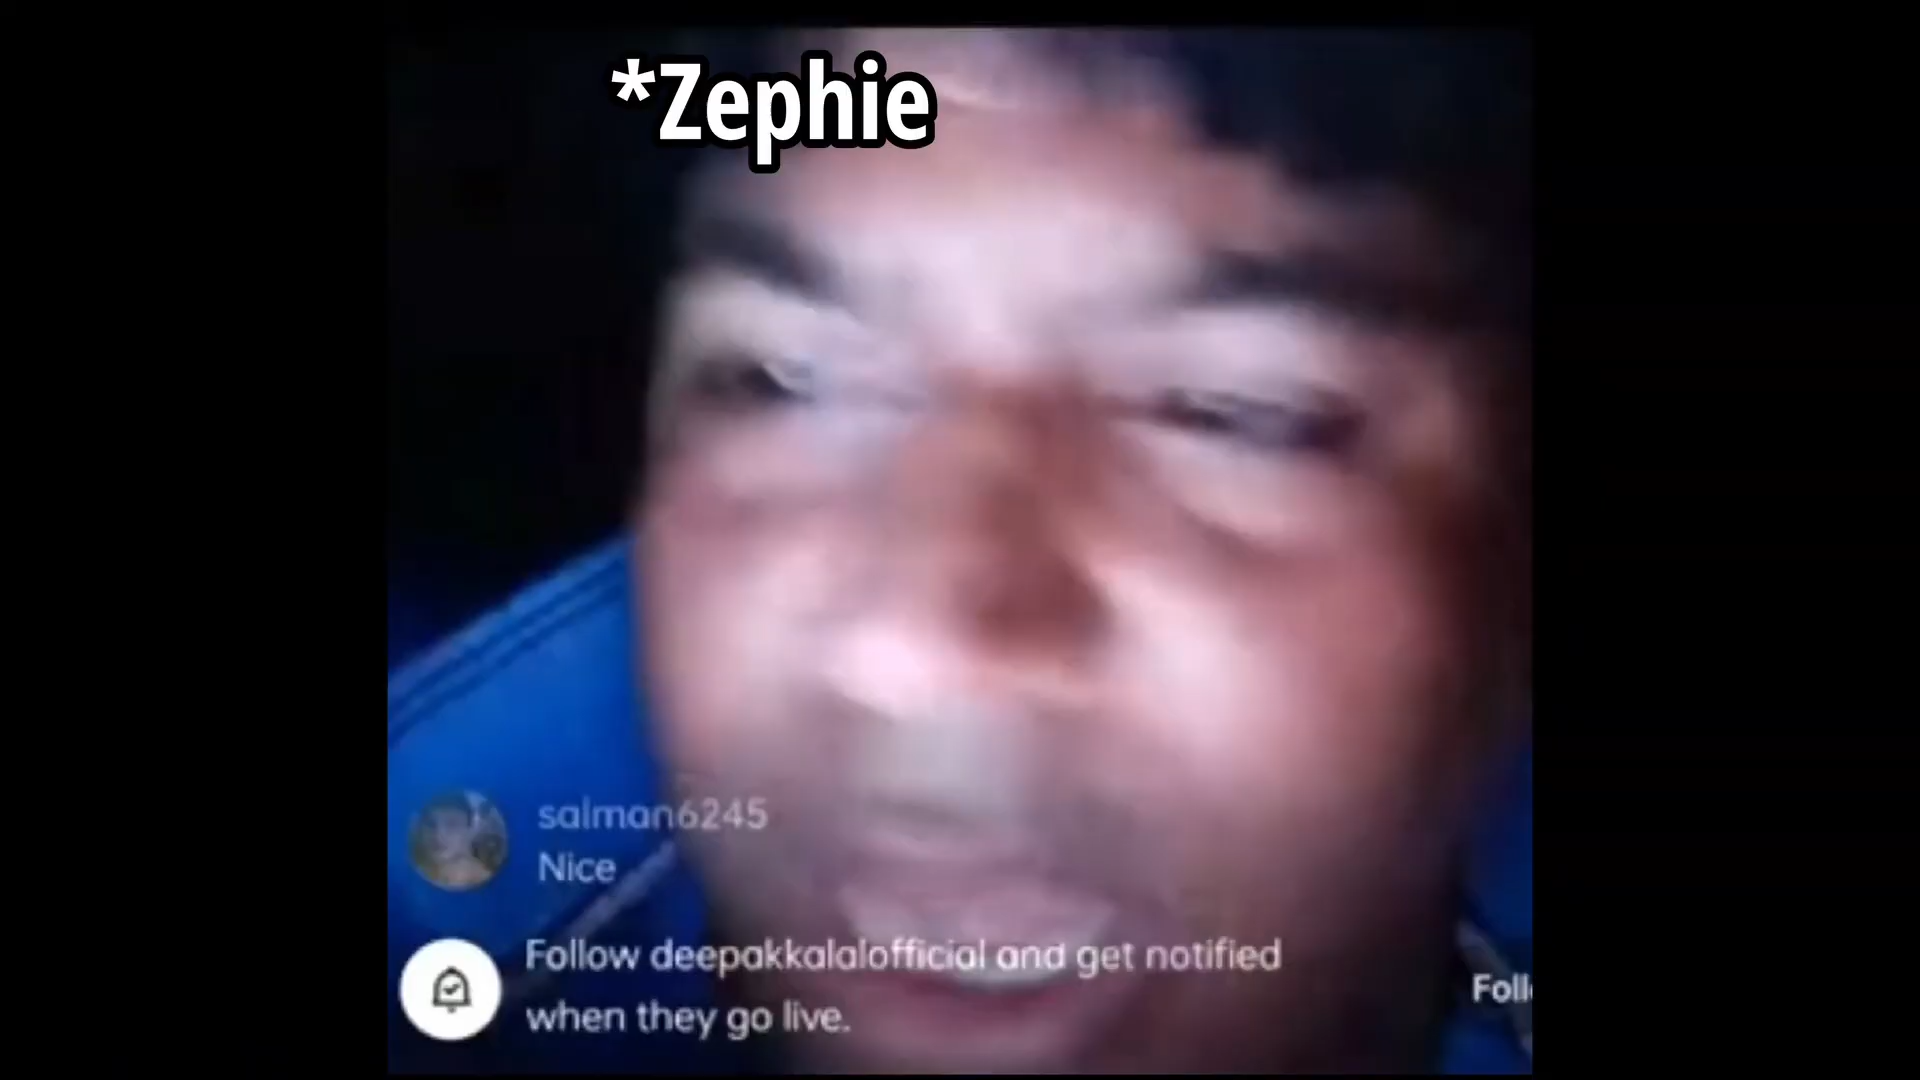 *Zephie
salman6245
Nice
Follow deepakkalalofficial and get notified
when they go live.
Foll